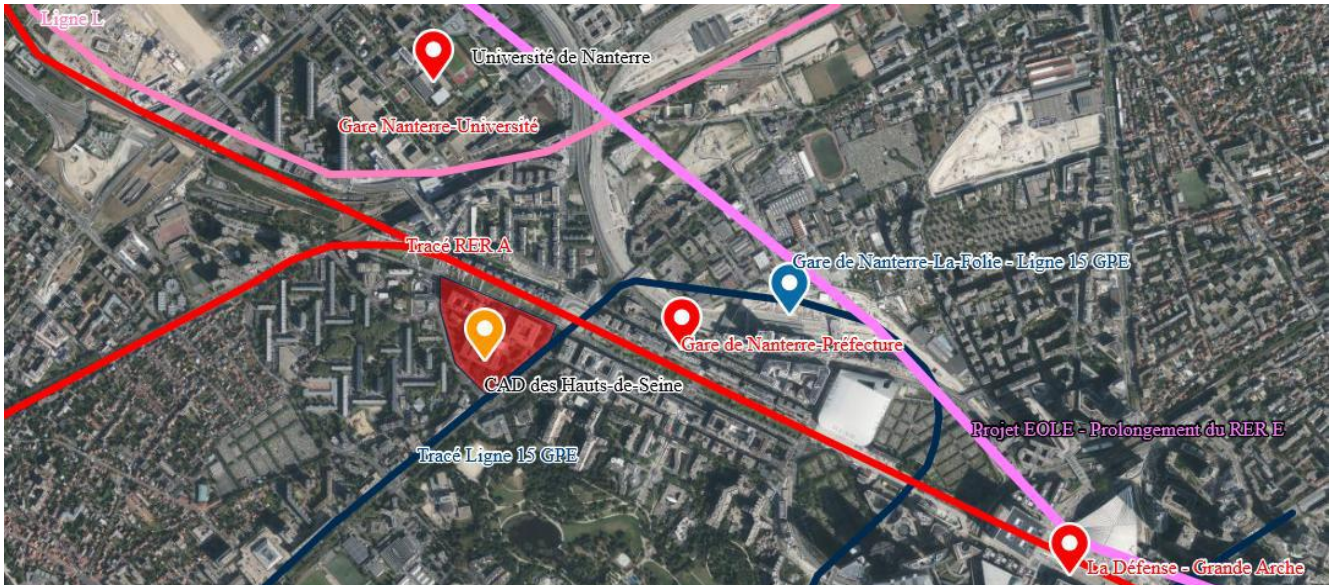 Ligne L
Université de Nanterre
Gare Nanterre-Université
Tracé RER A
Gare de Nanterre-La-Folie - Ligne 15 GPE
Gare de Nanterre-Préfecture
CAD des Hauts-de-Seine
Projet EOLE - Prolongement du RER E
Tracé Ligne 15 GPE
La Défense - Grande Arche